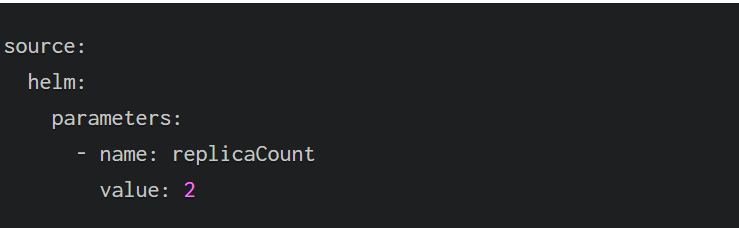 source:
  helm:
    parameters:
      - name: replicaCount
        value: 2